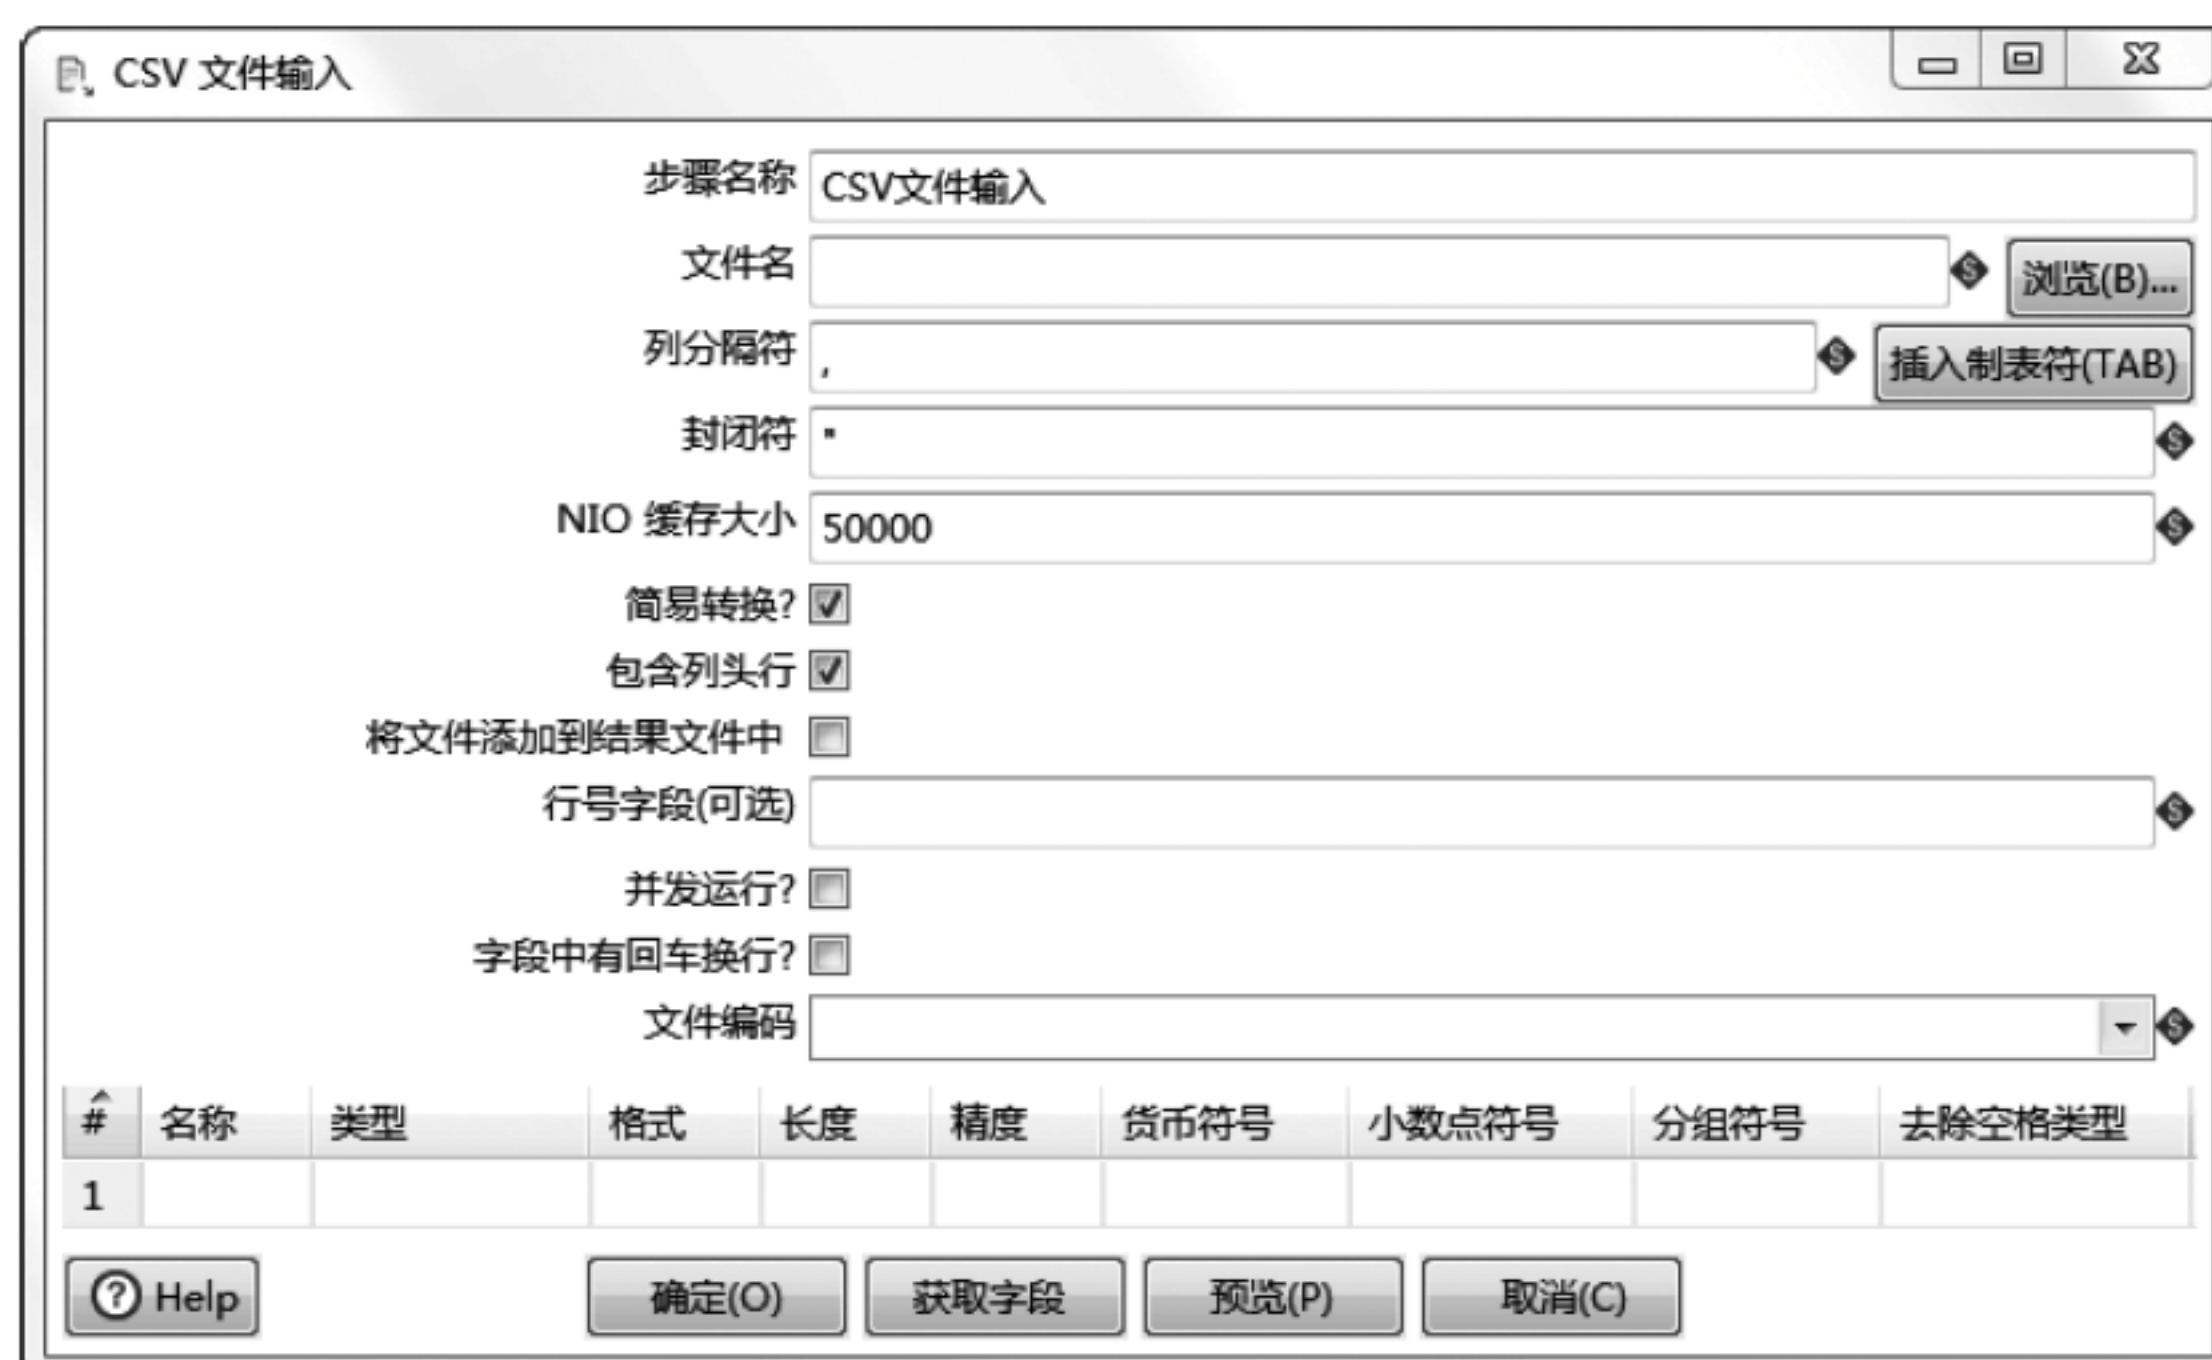 CSV 文件输入
步骤名称 CSV文件输入
文件名 浏览(B)...
列分隔符 , 插入制表符(TAB)
封闭符 "
NIO 缓存大小 50000
简易转换?
包含列头行
将文件添加到结果文件中
行号字段(可选)
并发运行?
字段中有回车换行?
文件编码
# 名称 类型 格式 长度 精度 货币符号 小数点符号 分组符号 去除空格类型
1
Help 确定(O) 获取字段 预览(P) 取消(C)